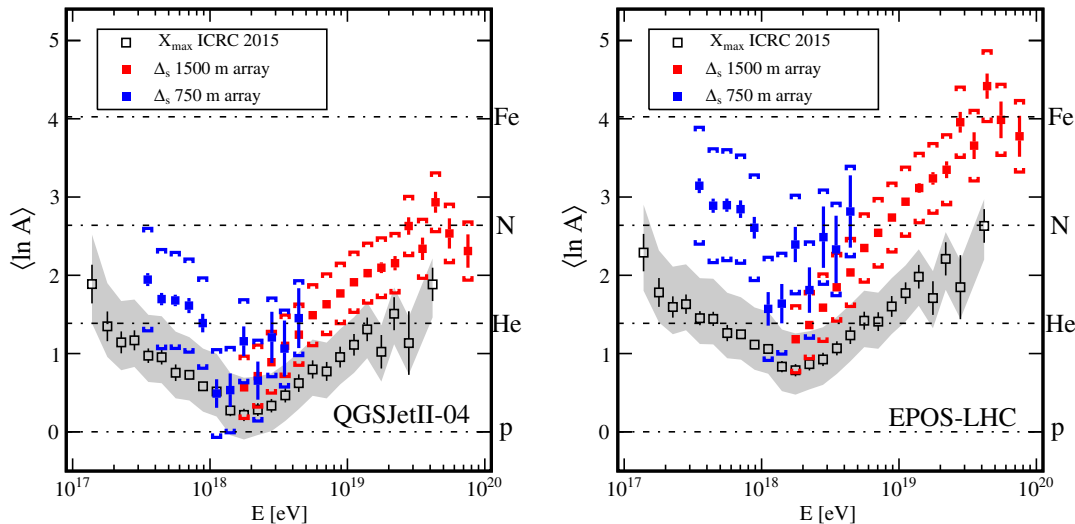 ⟨ln A⟩
5
4
3
2
1
0
X_max ICRC 2015
Δ_s 1500 m array
Δ_s 750 m array
Fe
N
He
p
QGSJetII-04
10^17
10^18
10^19
10^20
E [eV]
⟨ln A⟩
5
4
3
2
1
0
X_max ICRC 2015
Δ_s 1500 m array
Δ_s 750 m array
Fe
N
He
p
EPOS-LHC
10^17
10^18
10^19
10^20
E [eV]